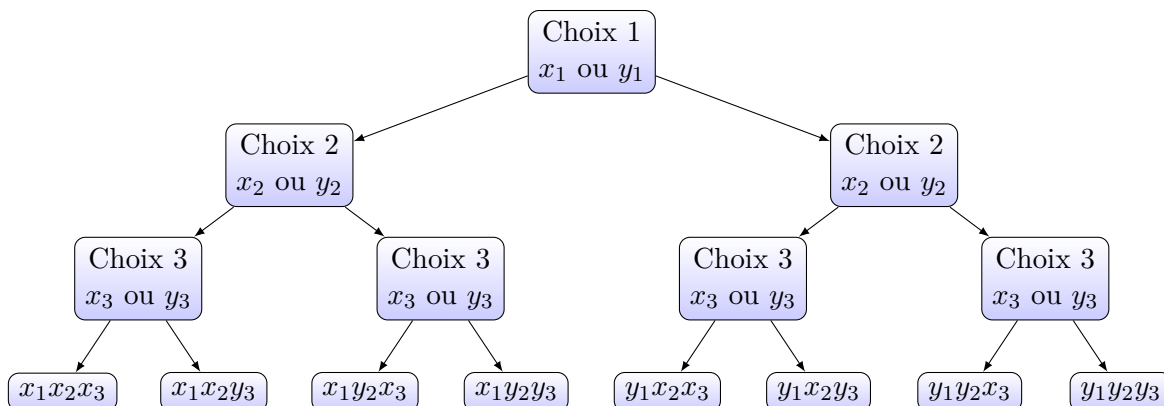 Choix 1
x₁ ou y₁
Choix 2
x₂ ou y₂
Choix 2
x₂ ou y₂
Choix 3
x₃ ou y₃
Choix 3
x₃ ou y₃
Choix 3
x₃ ou y₃
Choix 3
x₃ ou y₃
x₁x₂x₃
x₁x₂y₃
x₁y₂x₃
x₁y₂y₃
y₁x₂x₃
y₁x₂y₃
y₁y₂x₃
y₁y₂y₃